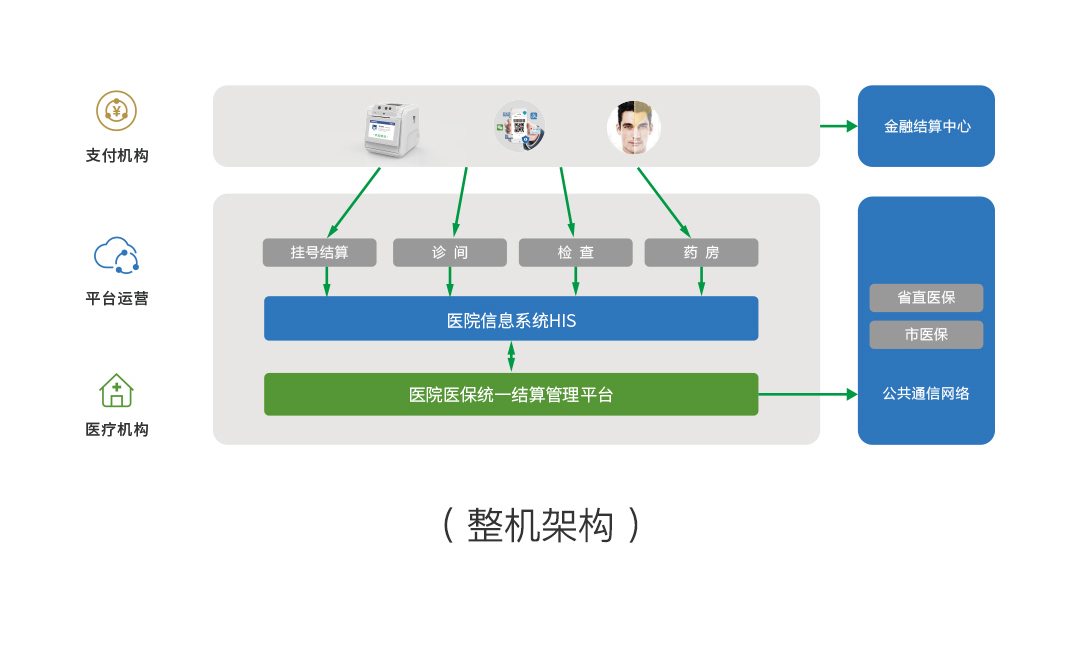 ¥
支付机构
金融结算中心
平台运营
挂号结算
诊 间
检 查
药 房
医院信息系统HIS
省直医保
市医保
医疗机构
医院医保统一结算管理平台
公共通信网络
（整机架构）